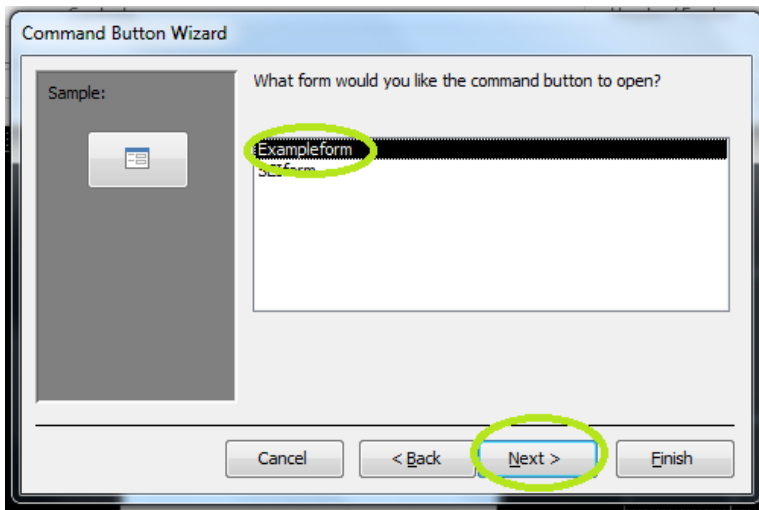 Command Button Wizard
Sample:
What form would you like the command button to open?
Exampleform
Cancel
< Back
Next >
Finish